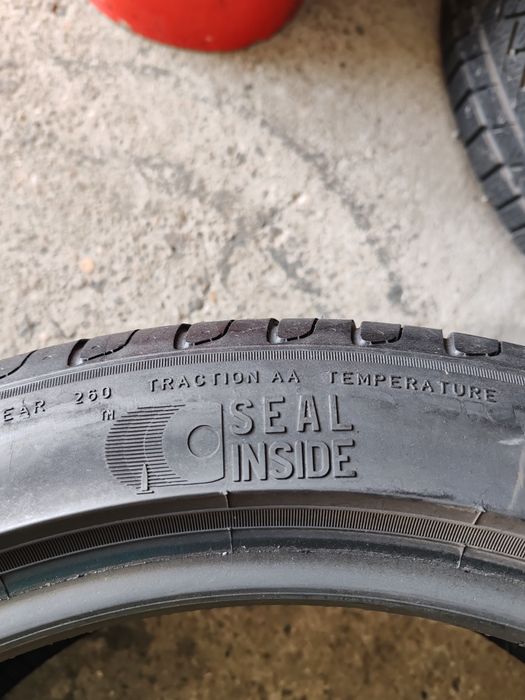 EAR 260 TRACTION AA TEMPERATURE
TM
SEAL
INSIDE